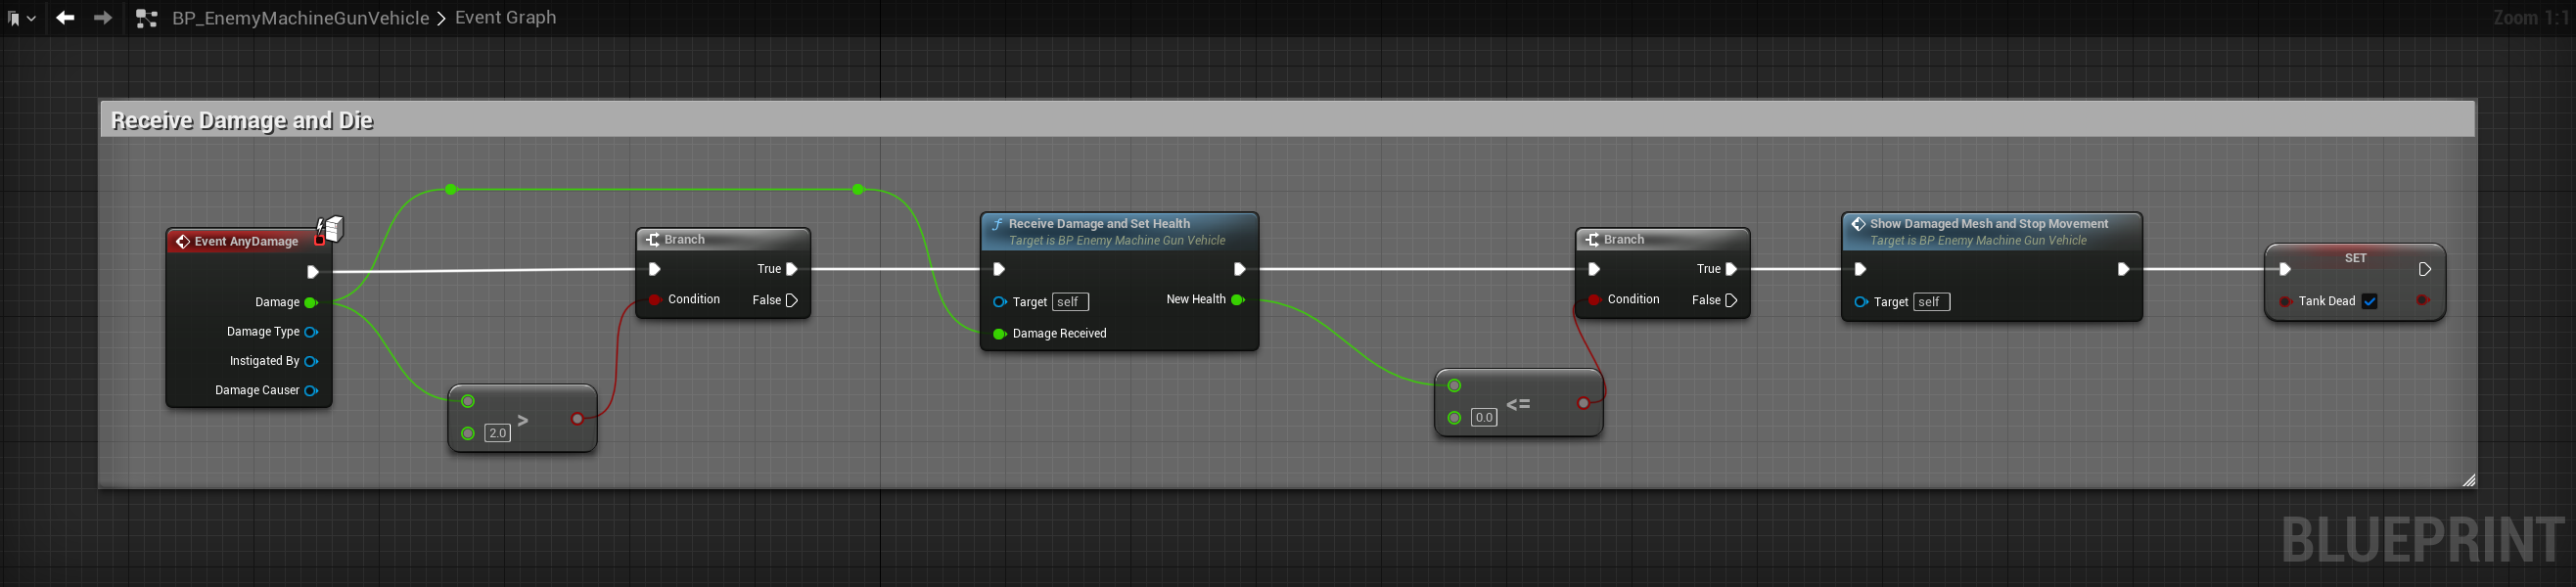 BP_EnemyMachineGunVehicle > Event Graph
Zoom 1:1
Receive Damage and Die
Event AnyDamage
Damage
Damage Type
Instigated By
Damage Causer
2.0
>
Branch
True
Condition
False
Receive Damage and Set Health
Target is BP Enemy Machine Gun Vehicle
Target self
New Health
Damage Received
0.0
<=
Branch
True
Condition
False
Show Damaged Mesh and Stop Movement
Target is BP Enemy Machine Gun Vehicle
Target self
SET
Tank Dead
BLUEPRINT